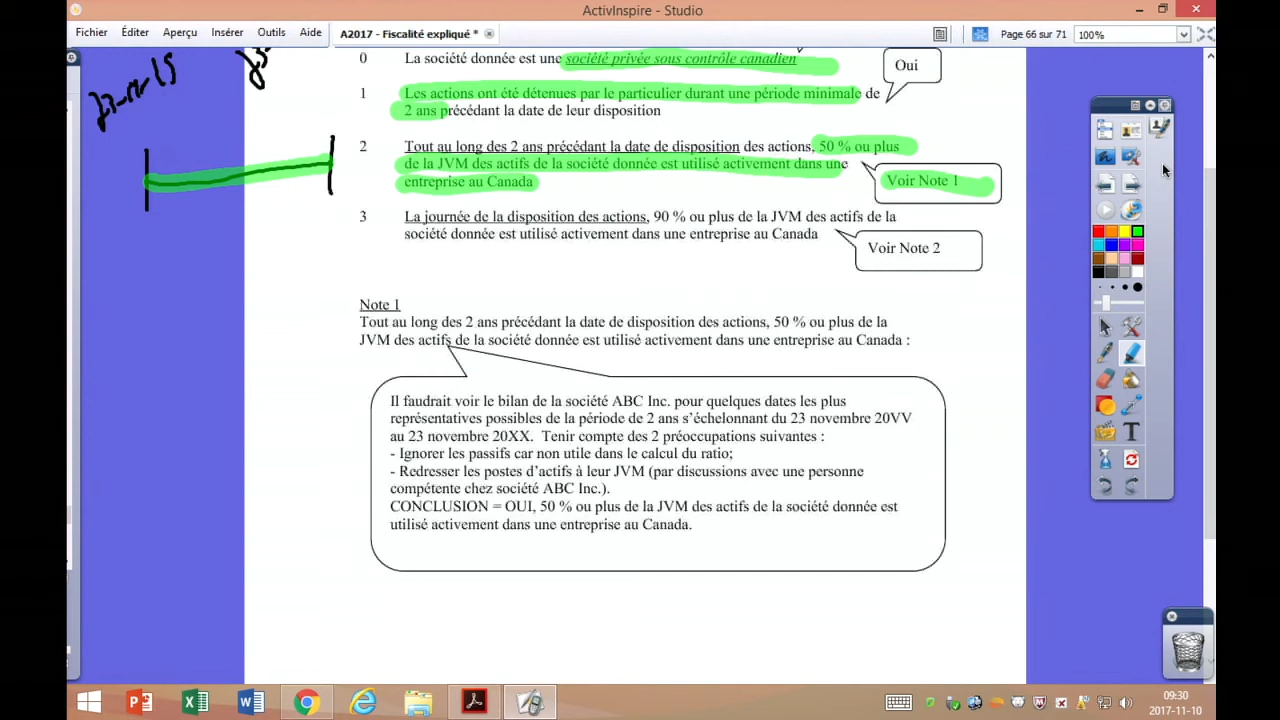 ActivInspire - Studio
Fichier Éditer Aperçu Insérer Outils Aide A2017 - Fiscalité expliqué * Page 66 sur 71 100%
0 La société donnée est une société privée sous contrôle canadien
Oui
1 Les actions ont été détenues par le particulier durant une période minimale de
2 ans précédant la date de leur disposition
2 Tout au long des 2 ans précédant la date de disposition des actions, 50 % ou plus
de la JVM des actifs de la société donnée est utilisé activement dans une
entreprise au Canada
Voir Note 1
3 La journée de la disposition des actions, 90 % ou plus de la JVM des actifs de la
société donnée est utilisé activement dans une entreprise au Canada
Voir Note 2
Note 1
Tout au long des 2 ans précédant la date de disposition des actions, 50 % ou plus de la
JVM des actifs de la société donnée est utilisé activement dans une entreprise au Canada :
Il faudrait voir le bilan de la société ABC Inc. pour quelques dates les plus
représentatives possibles de la période de 2 ans s'échelonnant du 23 novembre 20VV
au 23 novembre 20XX. Tenir compte des 2 préoccupations suivantes :
- Ignorer les passifs car non utile dans le calcul du ratio;
- Redresser les postes d'actifs à leur JVM (par discussions avec une personne
compétente chez société ABC Inc.).
CONCLUSION = OUI, 50 % ou plus de la JVM des actifs de la société donnée est
utilisé activement dans une entreprise au Canada.
09:30
2017-11-10